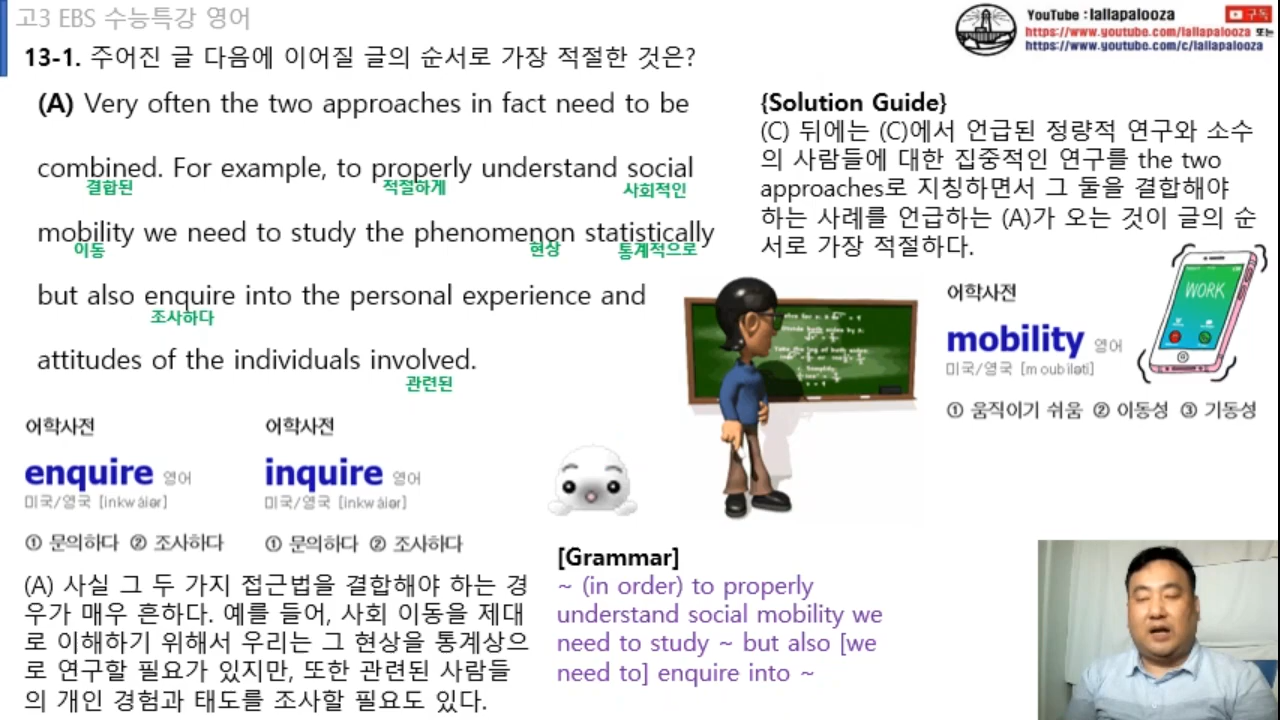 고3 EBS 수능특강 영어
YouTube : lallapalooza
구독
https://www.youtube.com/lallapalooza 또는
https://www.youtube.com/c/lallapalooza
13-1. 주어진 글 다음에 이어질 글의 순서로 가장 적절한 것은?
(A) Very often the two approaches in fact need to be
combined. For example, to properly understand social
결합된 적절하게 사회적인
mobility we need to study the phenomenon statistically
이동 현상 통계적으로
but also enquire into the personal experience and
조사하다
attitudes of the individuals involved.
관련된
{Solution Guide}
(C) 뒤에는 (C)에서 언급된 정량적 연구와 소수
의 사람들에 대한 집중적인 연구를 the two
approaches로 지칭하면서 그 둘을 결합해야
하는 사례를 언급하는 (A)가 오는 것이 글의 순
서로 가장 적절하다.
WORK
어학사전
mobility 영어
미국/영국 [moubíləti]
① 움직이기 쉬움 ② 이동성 ③ 기동성
어학사전
enquire 영어
미국/영국 [inkwáiər]
① 문의하다 ② 조사하다
어학사전
inquire 영어
미국/영국 [inkwáiər]
① 문의하다 ② 조사하다
(A) 사실 그 두 가지 접근법을 결합해야 하는 경
우가 매우 흔하다. 예를 들어, 사회 이동을 제대
로 이해하기 위해서 우리는 그 현상을 통계상으
로 연구할 필요가 있지만, 또한 관련된 사람들
의 개인 경험과 태도를 조사할 필요도 있다.
[Grammar]
~ (in order) to properly
understand social mobility we
need to study ~ but also [we
need to] enquire into ~